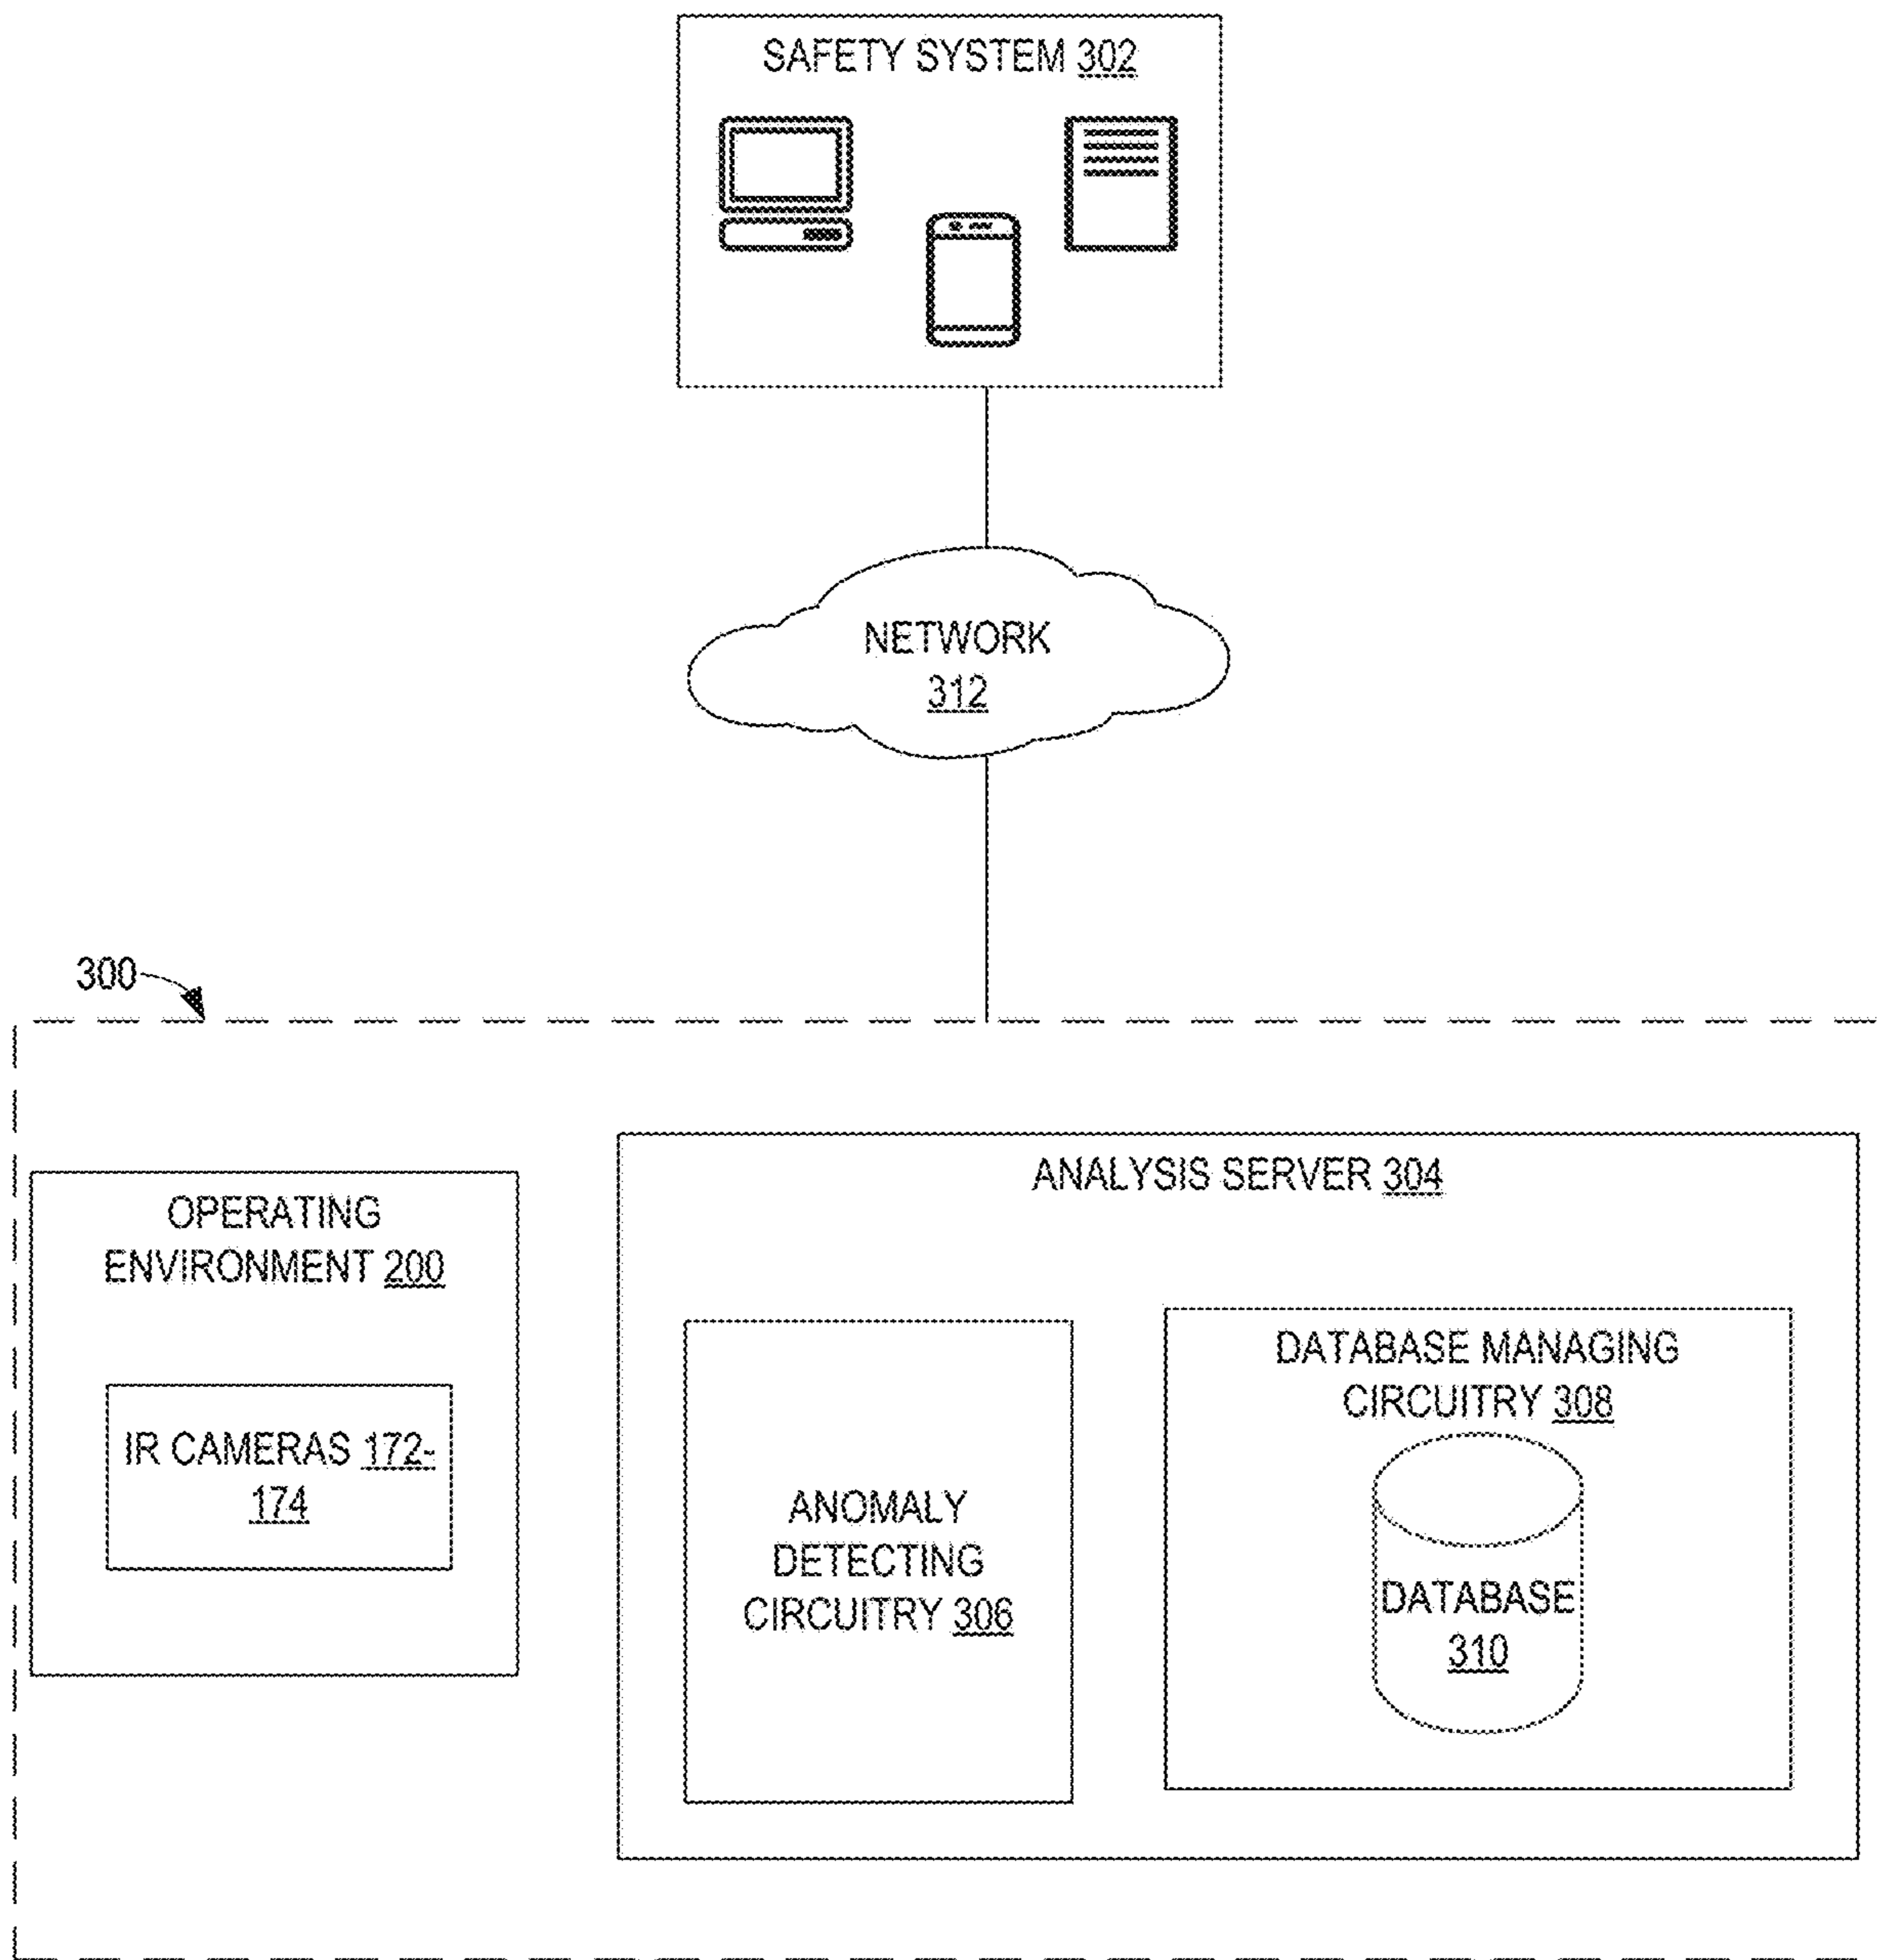 SAFETY SYSTEM 302
NETWORK
312
300
OPERATING
ENVIRONMENT 200
IR CAMERAS 172-
174
ANALYSIS SERVER 304
ANOMALY
DETECTING
CIRCUITRY 306
DATABASE MANAGING
CIRCUITRY 308
DATABASE
310